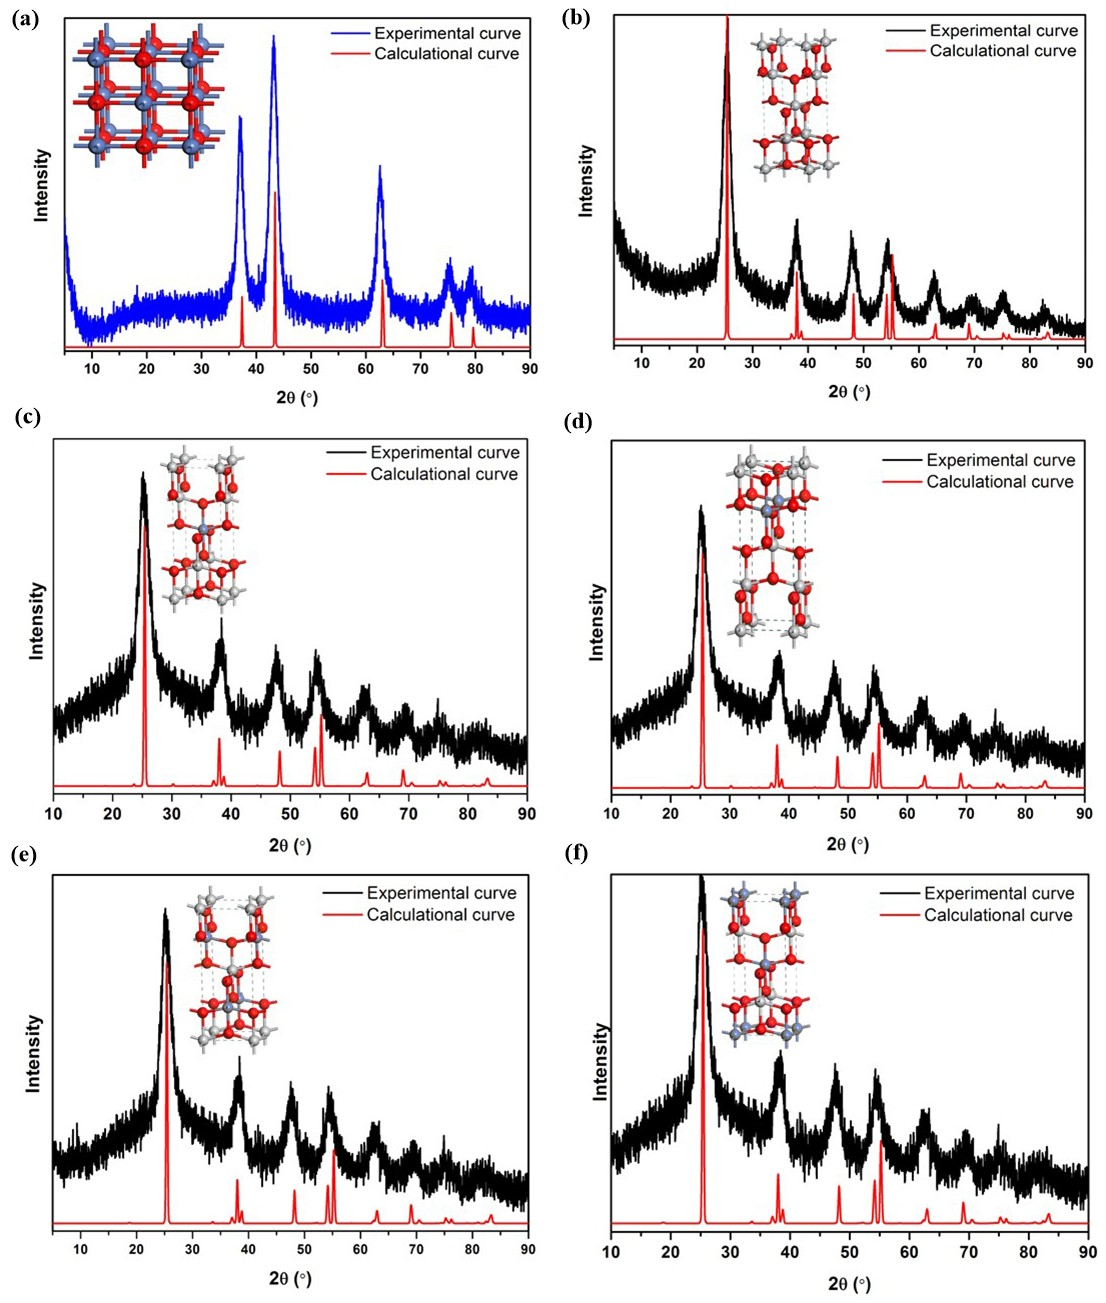 (a)
Experimental curve
Calculational curve
Intensity
10 20 30 40 50 60 70 80 90
2θ (°)
(b)
Experimental curve
Calculational curve
Intensity
10 20 30 40 50 60 70 80 90
2θ (°)
(c)
Experimental curve
Calculational curve
Intensity
10 20 30 40 50 60 70 80 90
2θ (°)
(d)
Experimental curve
Calculational curve
Intensity
10 20 30 40 50 60 70 80 90
2θ (°)
(e)
Experimental curve
Calculational curve
Intensity
10 20 30 40 50 60 70 80 90
2θ (°)
(f)
Experimental curve
Calculational curve
Intensity
10 20 30 40 50 60 70 80 90
2θ (°)